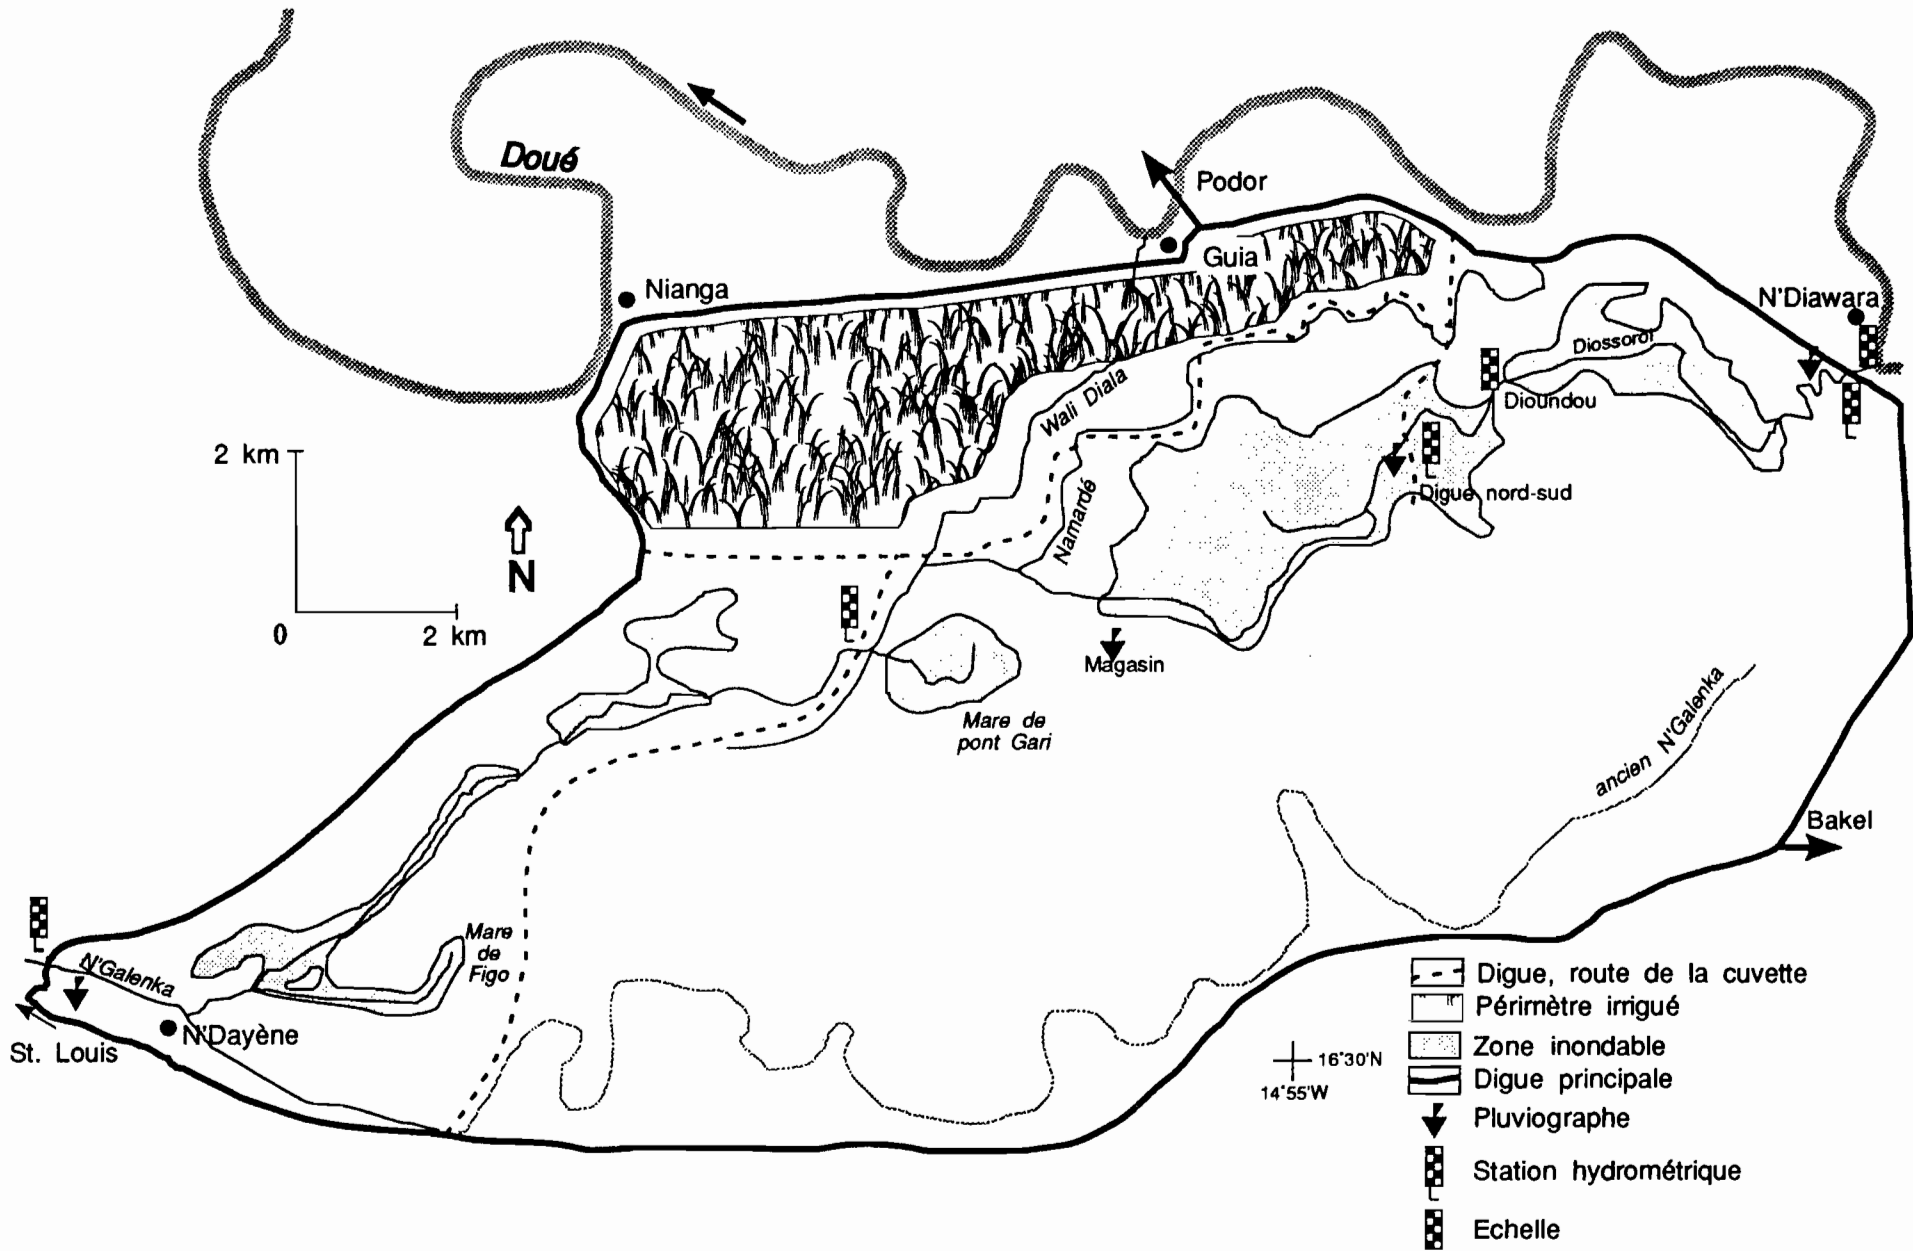 Doué
Podor
Guia
Nianga
N'Diawara
Diossorol
Dioundou
Wali Diala
2 km
Namardé
Digue nord-sud
N
0
2 km
Magasin
Mare de
pont Gari
ancien N'Galenka
Bakel
Mare
de
Figo
N'Galenka
N'Dayène
St. Louis
16°30'N
14°55'W
Digue, route de la cuvette
Périmètre irrigué
Zone inondable
Digue principale
Pluviographe
Station hydrométrique
Echelle